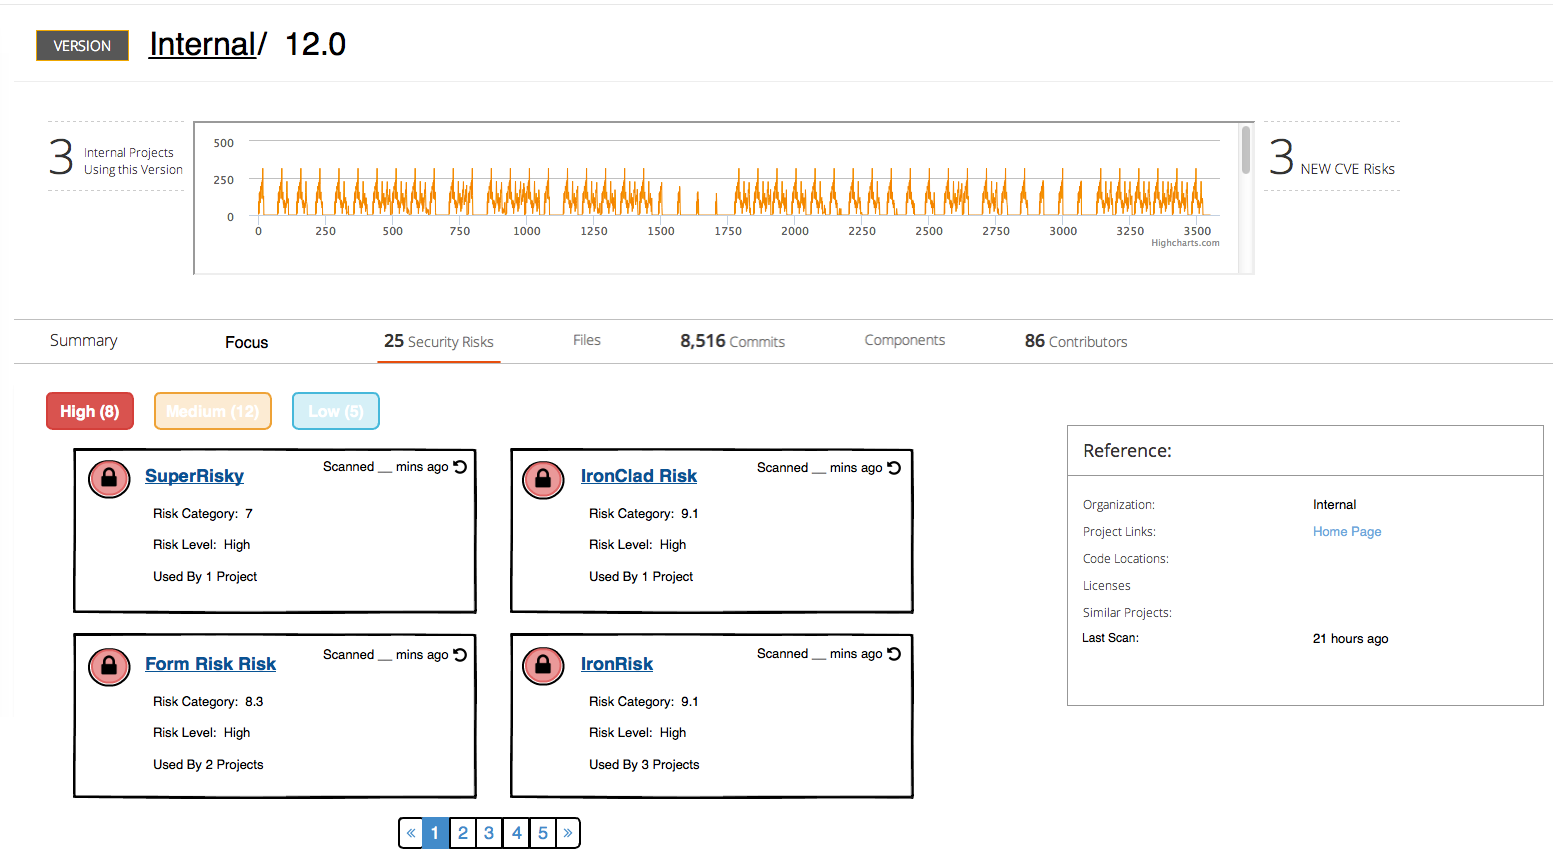 VERSION Internal/ 12.0
3 Internal Projects
Using this Version
500
250
0
0 250 500 750 1000 1250 1500 1750 2000 2250 2500 2750 3000 3250 3500
Highcharts.com
3 NEW CVE Risks
Summary Focus 25 Security Risks Files 8,516 Commits Components 86 Contributors
High (8) Medium (12) Low (5)
SuperRisky Scanned __ mins ago
Risk Category: 7
Risk Level: High
Used By 1 Project
IronClad Risk Scanned __ mins ago
Risk Category: 9.1
Risk Level: High
Used By 1 Project
Form Risk Risk Scanned __ mins ago
Risk Category: 8.3
Risk Level: High
Used By 2 Projects
IronRisk Scanned __ mins ago
Risk Category: 9.1
Risk Level: High
Used By 3 Projects
« 1 2 3 4 5 »
Reference:
Organization: Internal
Project Links: Home Page
Code Locations:
Licenses
Similar Projects:
Last Scan: 21 hours ago